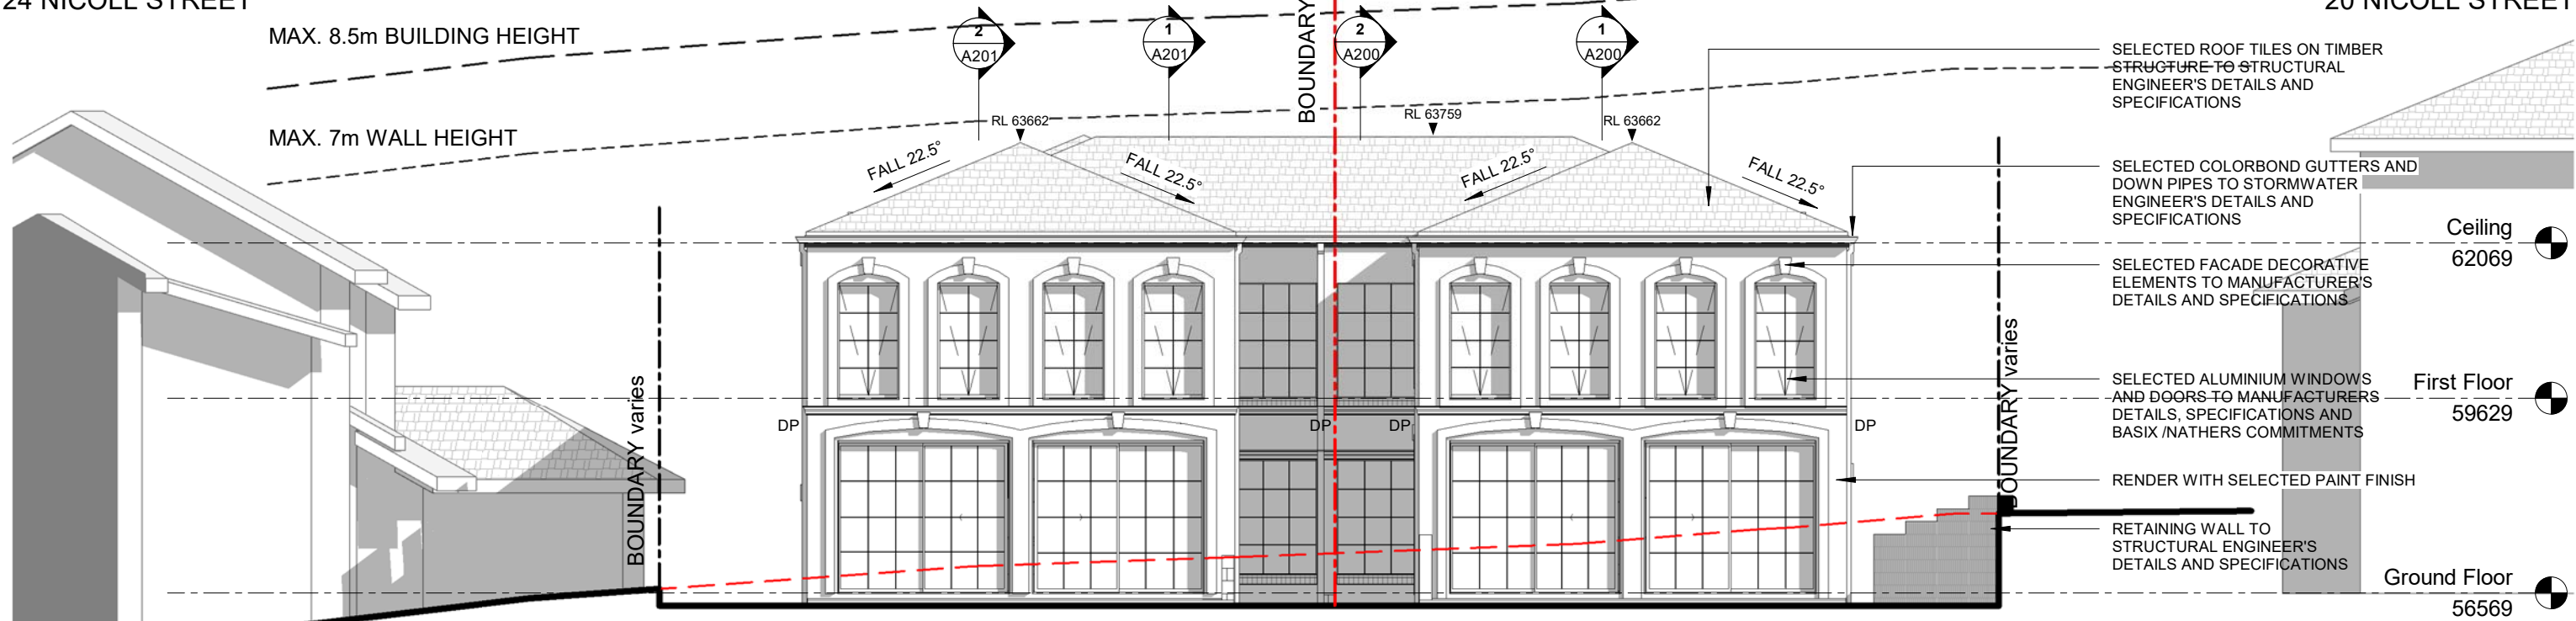 24 NICOLL STREET
20 NICOLL STREET
MAX. 8.5m BUILDING HEIGHT
MAX. 7m WALL HEIGHT
BOUNDARY
2
A201
1
A201
2
A200
1
A200
RL 63662
RL 63759
RL 63662
FALL 22.5°
FALL 22.5°
FALL 22.5°
FALL 22.5°
SELECTED ROOF TILES ON TIMBER
STRUCTURE TO STRUCTURAL
ENGINEER'S DETAILS AND
SPECIFICATIONS
SELECTED COLORBOND GUTTERS AND
DOWN PIPES TO STORMWATER
ENGINEER'S DETAILS AND
SPECIFICATIONS
Ceiling
62069
SELECTED FACADE DECORATIVE
ELEMENTS TO MANUFACTURER'S
DETAILS AND SPECIFICATIONS
BOUNDARY varies
BOUNDARY varies
SELECTED ALUMINIUM WINDOWS
AND DOORS TO MANUFACTURERS
DETAILS, SPECIFICATIONS AND
BASIX /NATHERS COMMITMENTS
First Floor
59629
DP
DP
DP
DP
RENDER WITH SELECTED PAINT FINISH
RETAINING WALL TO
STRUCTURAL ENGINEER'S
DETAILS AND SPECIFICATIONS
Ground Floor
56569